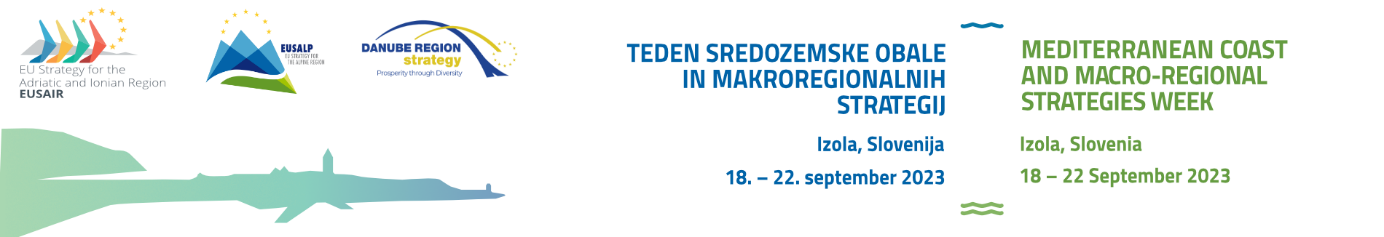 EU Strategy for the
Adriatic and Ionian Region
EUSAIR
EUSALP
EU STRATEGY FOR
THE ALPINE REGION
DANUBE REGION
strategy
Prosperity through Diversity
TEDEN SREDOZEMSKE OBALE
IN MAKROREGIONALNIH
STRATEGIJ
Izola, Slovenija
18. – 22. september 2023
MEDITERRANEAN COAST
AND MACRO-REGIONAL
STRATEGIES WEEK
Izola, Slovenia
18 – 22 September 2023